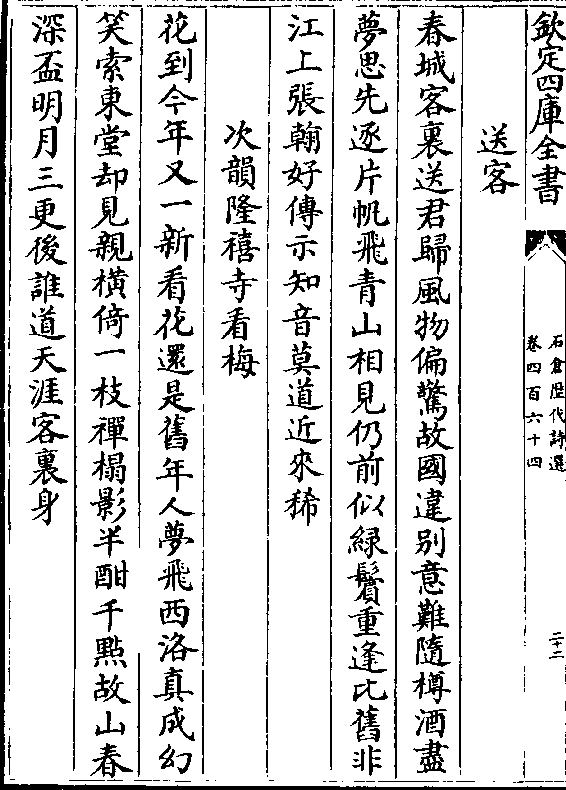 欽定四庫全書
石倉歴代詩選
卷四百六十四
二十二
送客
春城客裏送君歸風物偏驚故國違别意難隨樽酒盡
夢思先逐片帆飛青山相見仍前似緑鬢重逢比舊非
江上張翰好傳示知音莫道近來稀
次韻隆禧寺看梅
花到今年又一新看花還是舊年人夢飛西洛真成幻
笑索東堂却見親橫倚一枝禪榻影半酣千點故山春
深盃明月三更後誰道天涯客裏身